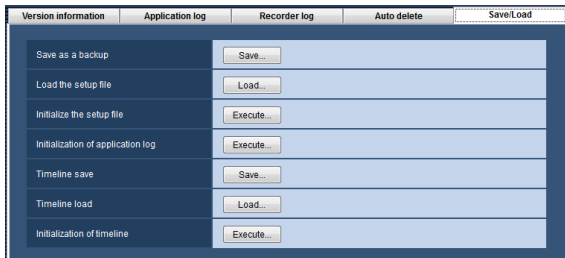 Version information Application log Recorder log Auto delete Save/Load
Save as a backup Save...
Load the setup file Load...
Initialize the setup file Execute...
Initialization of application log Execute...
Timeline save Save...
Timeline load Load...
Initialization of timeline Execute...